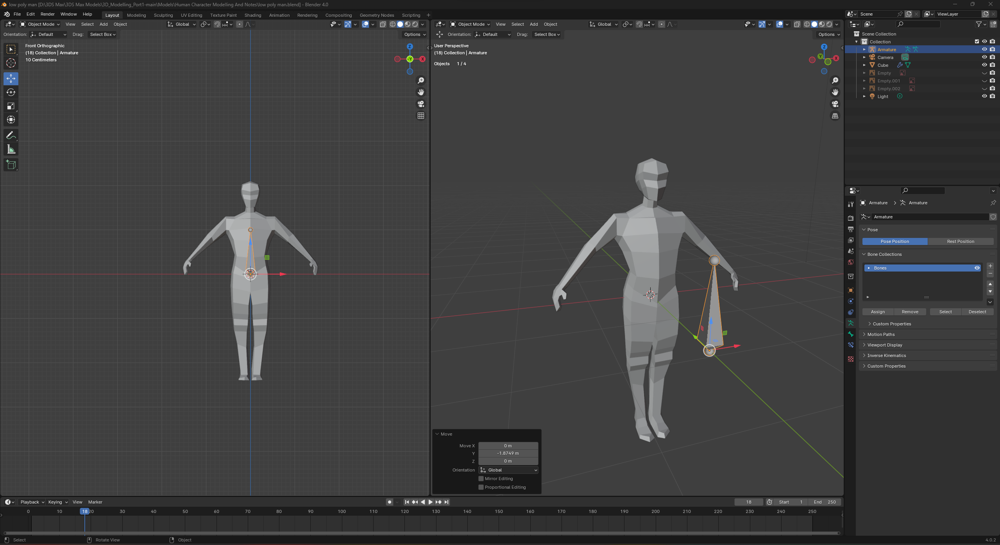 low poly man [D:\3DS Max\3DS Max Models\3D_Modelling_Port1-main\Models\Human Character Modelling And Notes\low poly man.blend] - Blender 4.0
File Edit Render Window Help Layout Modeling Sculpting UV Editing Texture Paint Shading Animation Rendering Compositing Geometry Nodes Scripting + Scene ViewLayer
Object Mode View Select Add Object Global
Object Mode View Select Add Object Global
Orientation: Default Drag: Select Box Options
Orientation: Default Drag: Select Box Options
Front Orthographic
(18) Collection | Armature
10 Centimeters
Z
-Y X
User Perspective
(18) Collection | Armature
Objects 1 / 4
Z
Y X
Scene Collection
Collection
Armature
Camera
Cube
Empty
Empty.001
Empty.002
Light
Armature > Armature
Armature
Pose
Pose Position Rest Position
Bone Collections
Bones
Assign Remove Select Deselect
Custom Properties
Motion Paths
Viewport Display
Inverse Kinematics
Custom Properties
Move
Move X 0 m
Y -1.8749 m
Z 0 m
Orientation Global
Mirror Editing
Proportional Editing
Playback Keying View Marker 18 Start 1 End 250
0 10 18 20 30 40 50 60 70 80 90 100 110 120 130 140 150 160 170 180 190 200 210 220 230 240 250
Select Rotate View Object 4.0.2